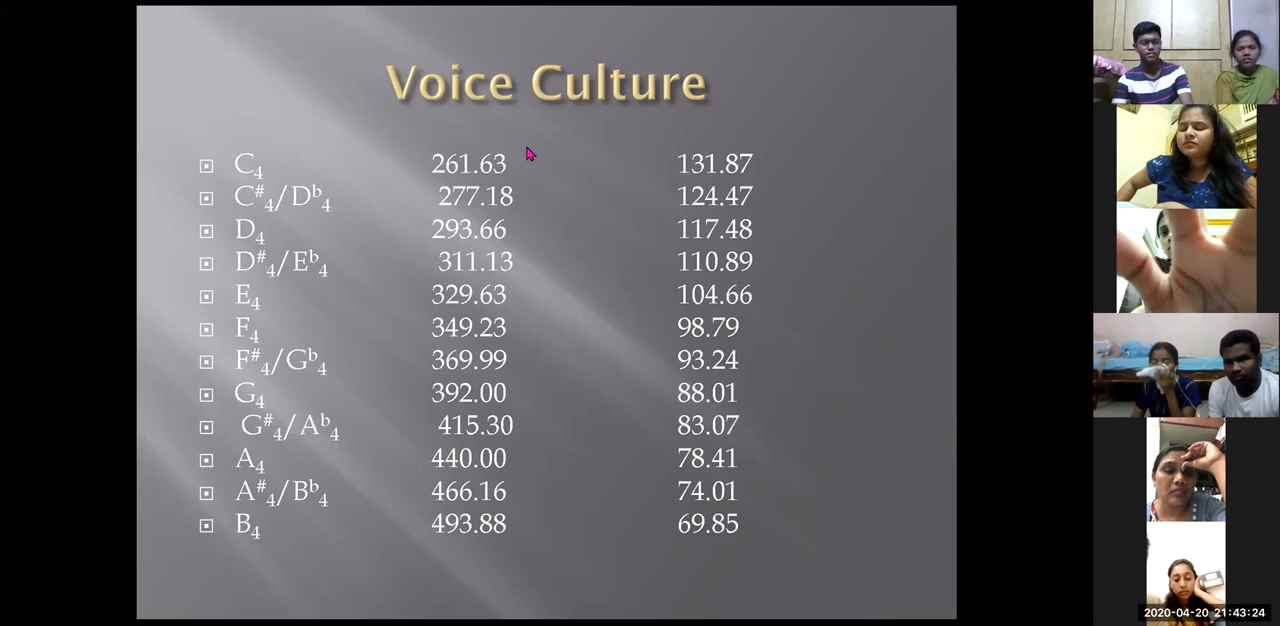 Voice Culture
C4 261.63 131.87
C#4/Db4 277.18 124.47
D4 293.66 117.48
D#4/Eb4 311.13 110.89
E4 329.63 104.66
F4 349.23 98.79
F#4/Gb4 369.99 93.24
G4 392.00 88.01
G#4/Ab4 415.30 83.07
A4 440.00 78.41
A#4/Bb4 466.16 74.01
B4 493.88 69.85
2020-04-20 21:43:24